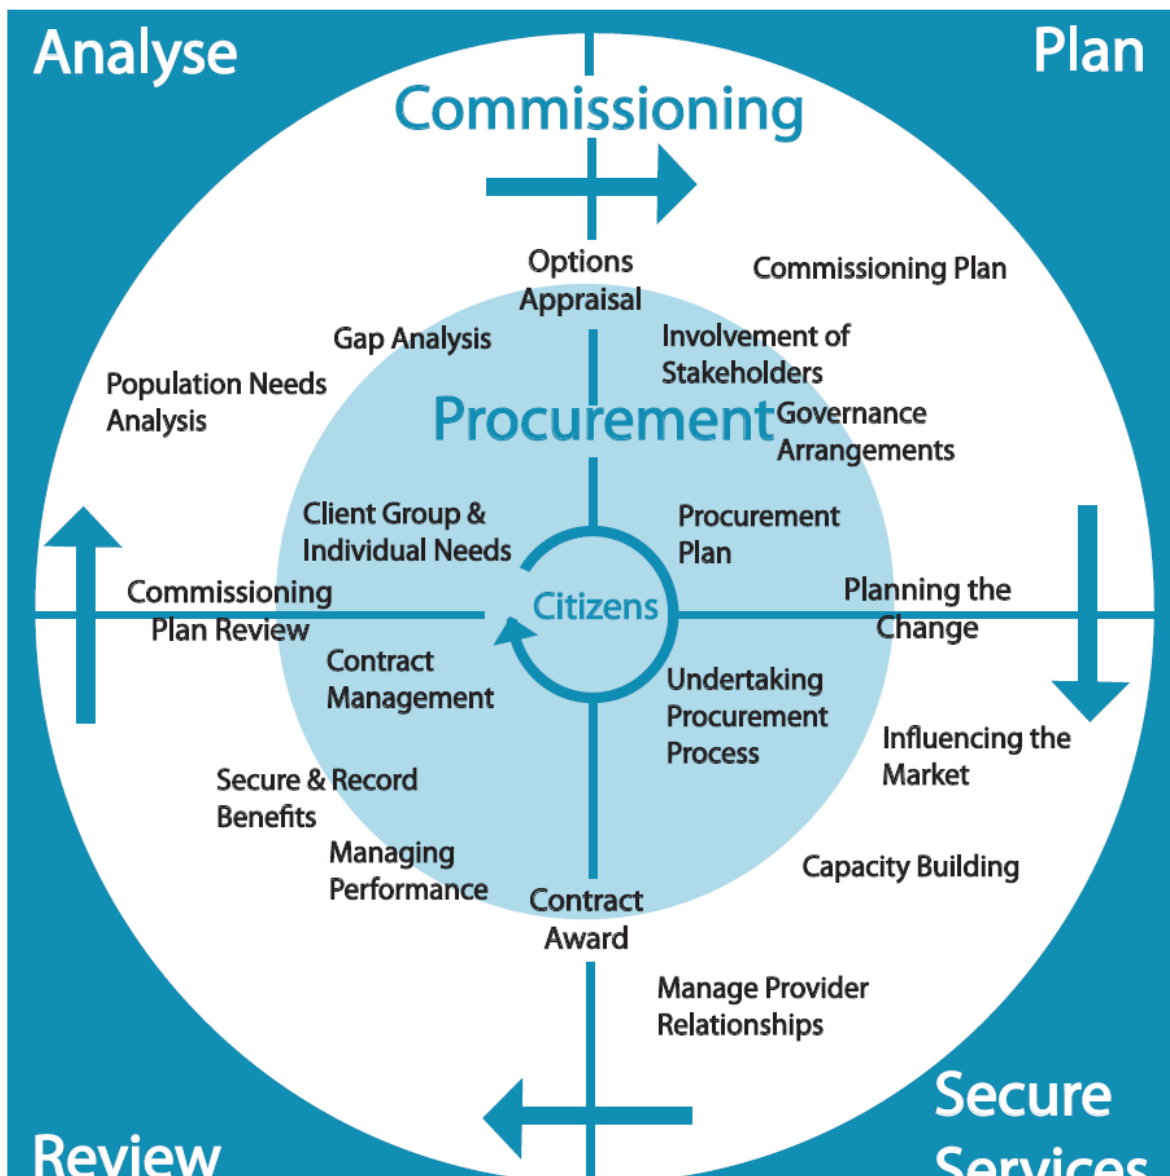 Analyse
Plan
Commissioning
Options
Appraisal
Commissioning Plan
Gap Analysis
Involvement of
Stakeholders
Population Needs
Analysis
Procurement
Governance
Arrangements
Client Group &
Individual Needs
Procurement
Plan
Commissioning
Plan Review
Citizens
Planning the
Change
Contract
Management
Undertaking
Procurement
Process
Influencing the
Market
Secure & Record
Benefits
Managing
Performance
Capacity Building
Contract
Award
Manage Provider
Relationships
Review
Secure
Services